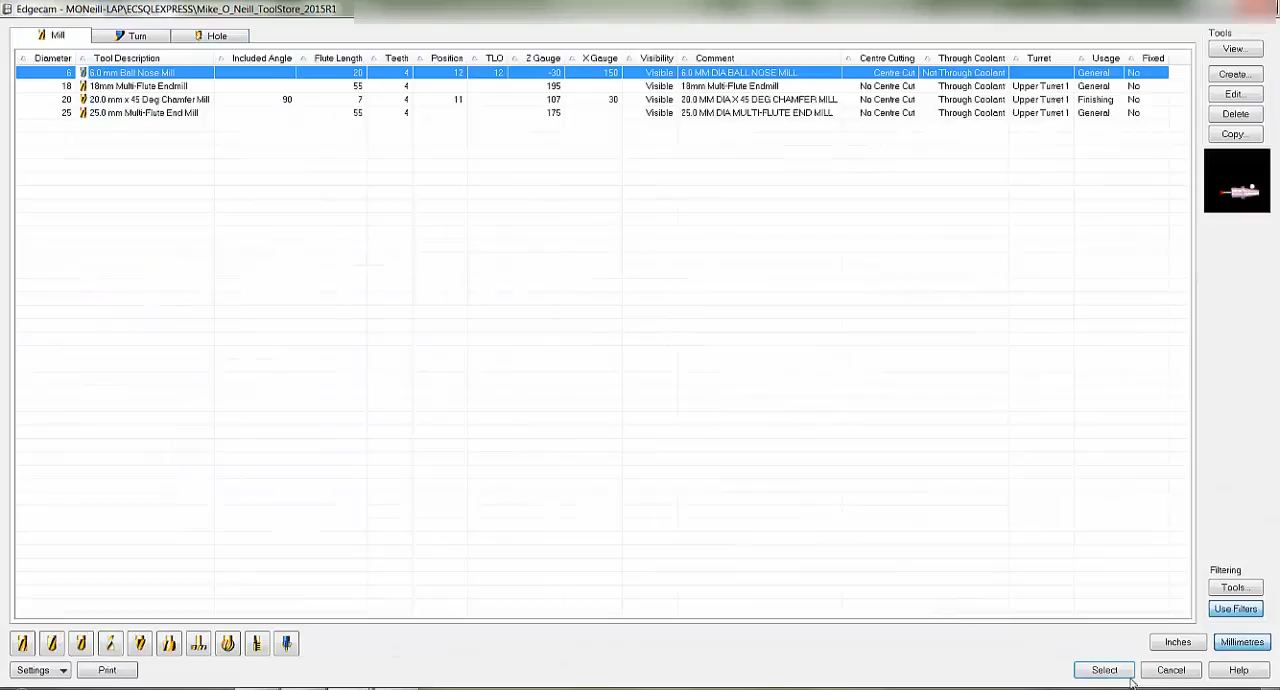 Edgecam - MONeill-LAP\ECSQLEXPRESS\Mike_O_Neill_ToolStore_2015R1
Mill Turn Hole
Tools
View...
Create...
Edit...
Delete
Copy...
Diameter Tool Description Included Angle Flute Length Teeth Position TLO Z Gauge X Gauge Visibility Comment Centre Cutting Through Coolant Turret Usage Fixed
6 6.0 mm Ball Nose Mill 20 4 12 12 -30 150 Visible 6.0 MM DIA BALL NOSE MILL Centre Cut Not Through Coolant General No
18 18mm Multi-Flute Endmill 55 4 195 Visible 18mm Multi-Flute Endmill No Centre Cut Through Coolant Upper Turret 1 General No
20 20.0 mm x 45 Deg Chamfer Mill 90 7 4 11 107 30 Visible 20.0 MM DIA X 45 DEG CHAMFER MILL No Centre Cut Through Coolant Upper Turret 1 Finishing No
25 25.0 mm Multi-Flute End Mill 55 4 175 Visible 25.0 MM DIA MULTI-FLUTE END MILL No Centre Cut Through Coolant Upper Turret 1 General No
Filtering
Tools...
Use Filters
Inches Millimetres
Settings Print Select Cancel Help